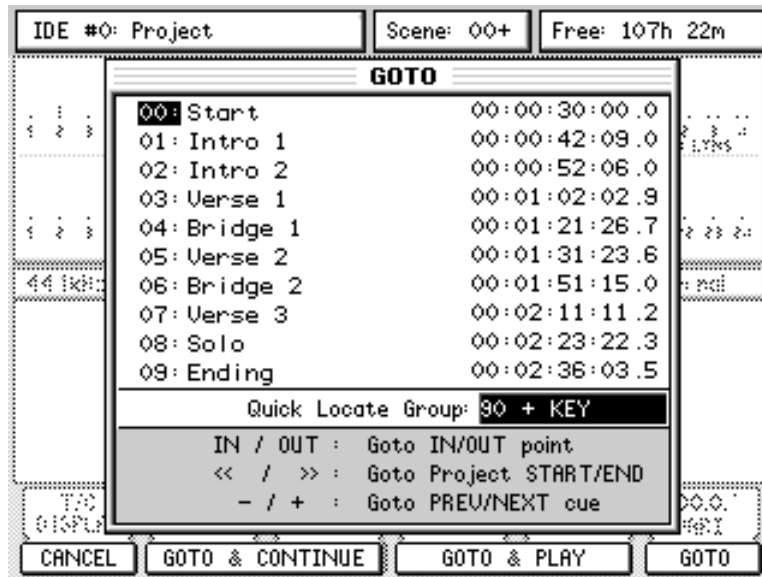 IDE #0: Project
Scene: 00+
Free: 107h 22m
GOTO
00: Start 00:00:30:00.0
01: Intro 1 00:00:42:09.0
02: Intro 2 00:00:52:06.0
03: Verse 1 00:01:02:02.9
04: Bridge 1 00:01:21:26.7
05: Verse 2 00:01:31:23.6
06: Bridge 2 00:01:51:15.0
07: Verse 3 00:02:11:11.2
08: Solo 00:02:23:22.3
09: Ending 00:02:36:03.5
Quick Locate Group: 90 + KEY
IN / OUT : Goto IN/OUT point
<< / >> : Goto Project START/END
- / + : Goto PREV/NEXT cue
T/C
CANCEL
GOTO & CONTINUE
GOTO & PLAY
GOTO